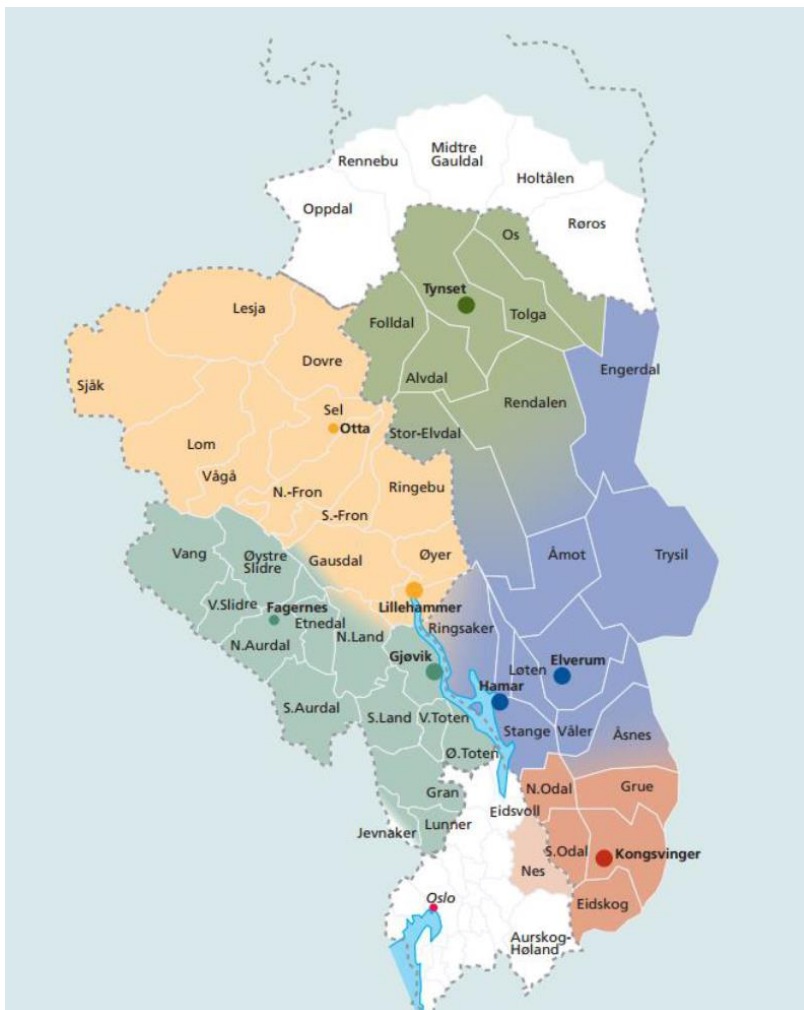 Midtre
Gauldal
Rennebu
Holtålen
Oppdal
Røros
Os
Tynset
Lesja
Folldal
Tolga
Dovre
Engerdal
Sjåk
Alvdal
Rendalen
Sel
Otta
Stor-Elvdal
Lom
Vågå
N.-Fron
Ringebu
S.-Fron
Vang
Øystre
Slidre
Gausdal
Øyer
Åmot
Trysil
V.Slidre
Fagernes
Lillehammer
Etnedal
Ringsaker
N.Aurdal
N.Land
Gjøvik
Løten
Elverum
Hamar
S.Aurdal
S.Land
V.Toten
Stange
Våler
Åsnes
Ø.Toten
N.Odal
Grue
Gran
Eidsvoll
Jevnaker
Lunner
S.Odal
Kongsvinger
Nes
Oslo
Eidskog
Aurskog-
Høland